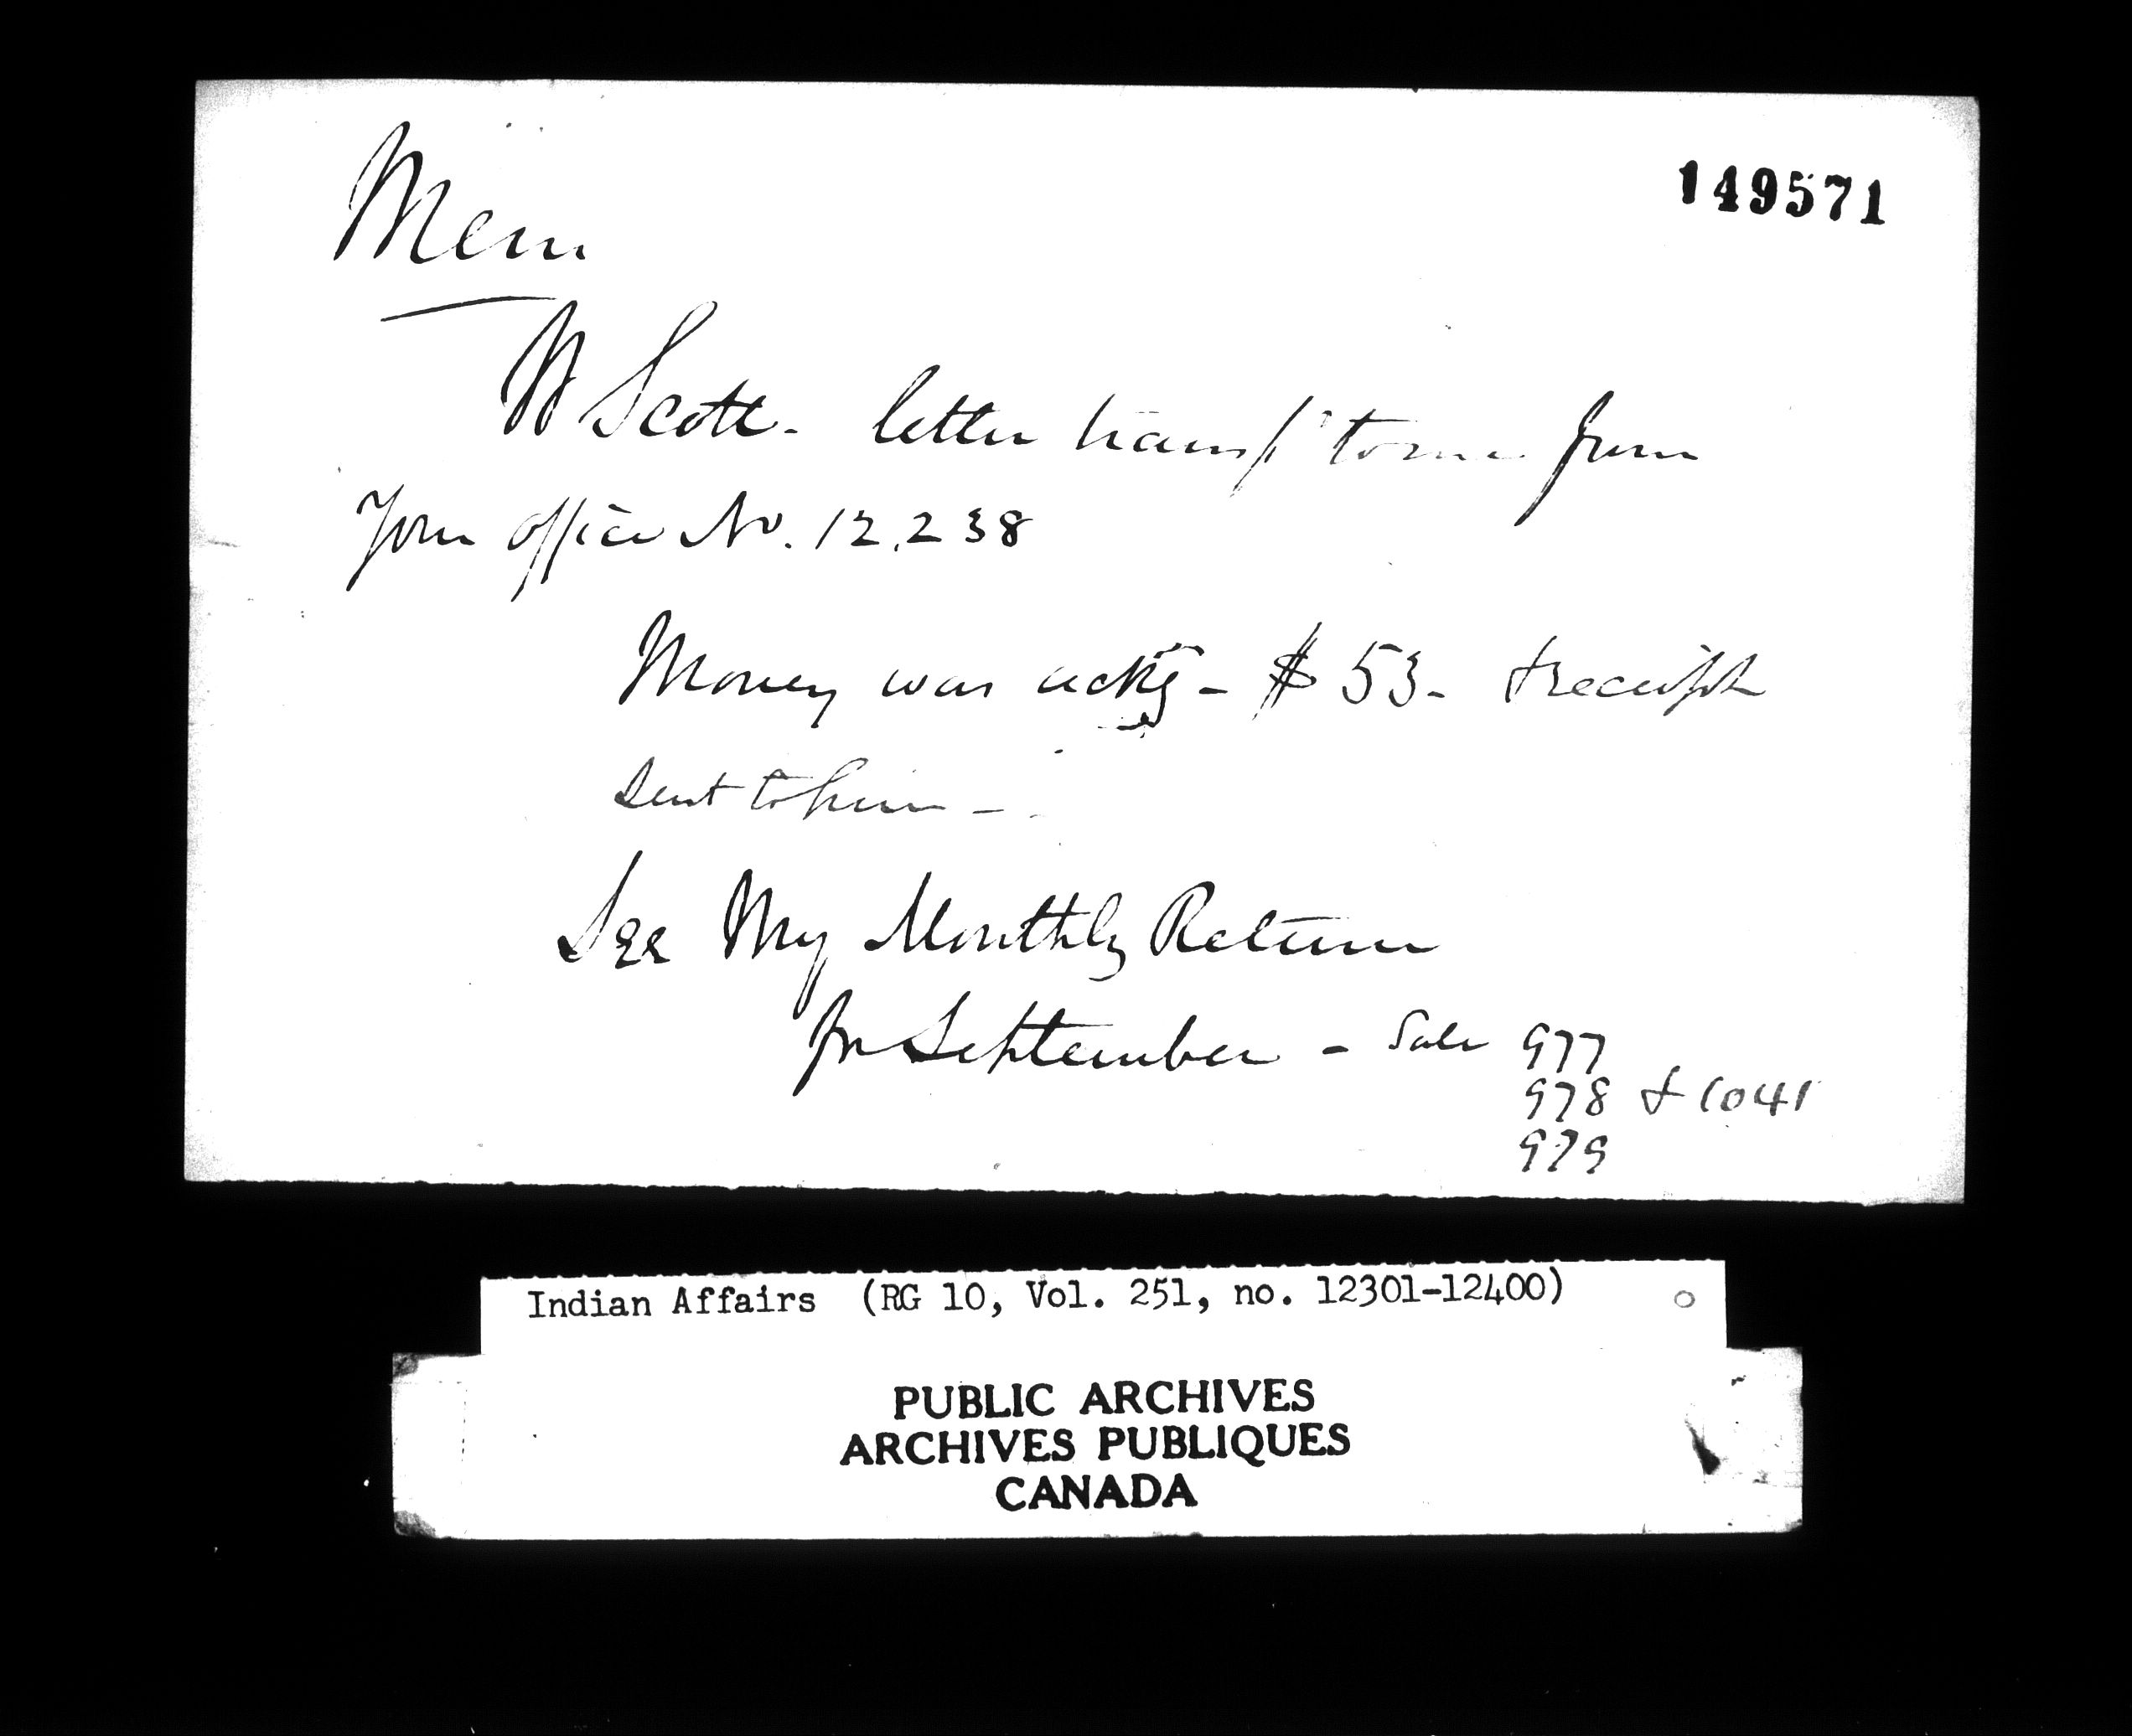 149571
Mem
W Scott - letter transf^d to me from
your office No. 12,238
Money was ackg - $53 - & receipt
sent to him -
See My Monthly Return
for September - Sale 977
978 & 1041
979
Indian Affairs (RG 10, Vol. 251, no. 12301-12400)
PUBLIC ARCHIVES
ARCHIVES PUBLIQUES
CANADA